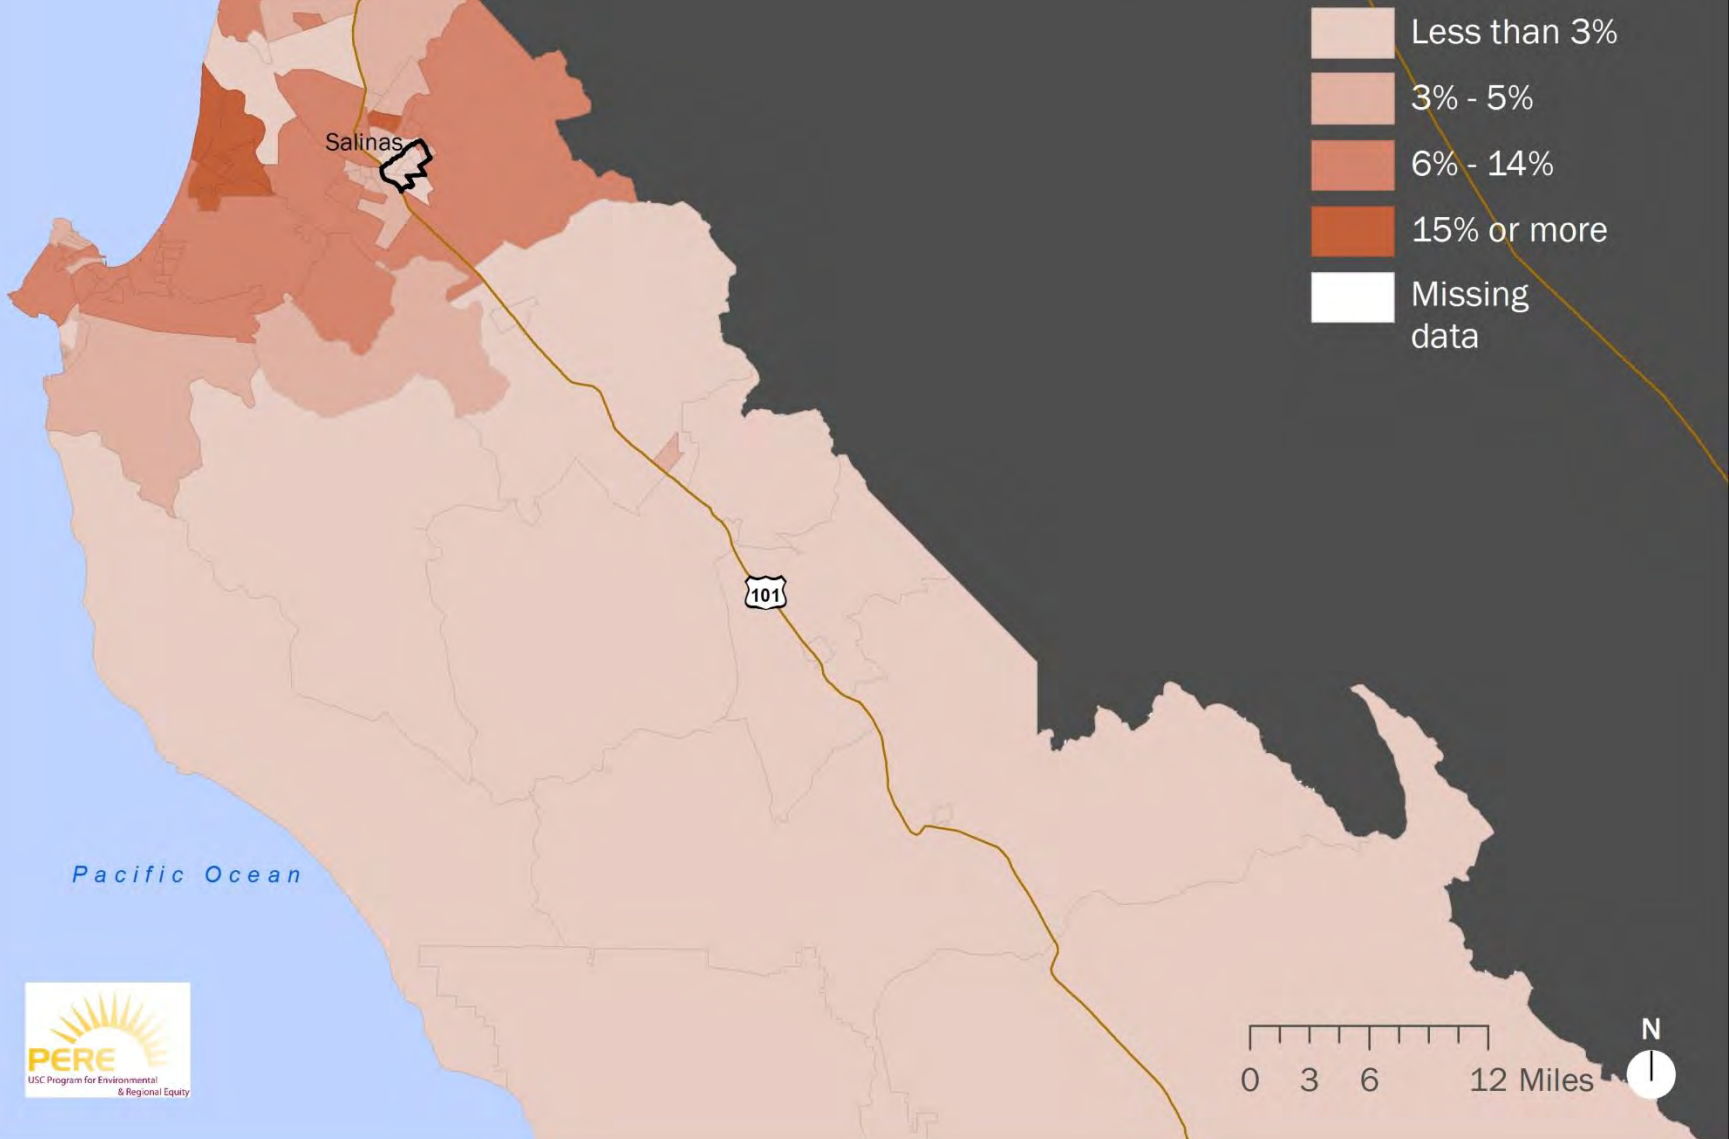 Less than 3%
3% - 5%
6% - 14%
15% or more
Missing
data
Salinas
101
Pacific Ocean
PERE
USC Program for Environmental
& Regional Equity
N
0 3 6 12 Miles